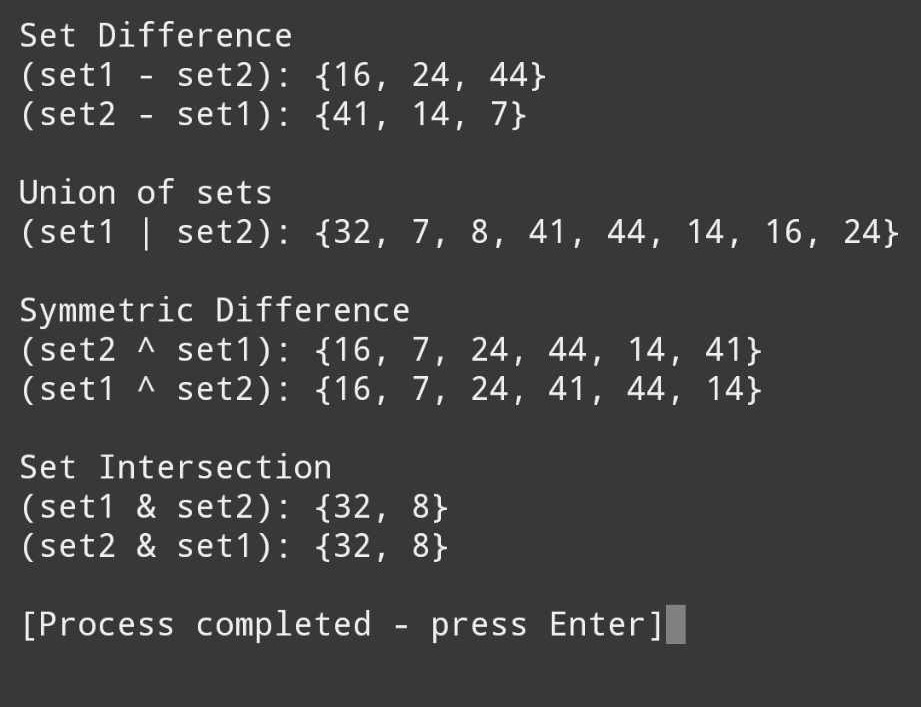 Set Difference
(set1 - set2): {16, 24, 44}
(set2 - set1): {41, 14, 7}
Union of sets
(set1 | set2): {32, 7, 8, 41, 44, 14, 16, 24}
Symmetric Difference
(set2 ^ set1): {16, 7, 24, 44, 14, 41}
(set1 ^ set2): {16, 7, 24, 41, 44, 14}
Set Intersection
(set1 & set2): {32, 8}
(set2 & set1): {32, 8}
[Process completed - press Enter]